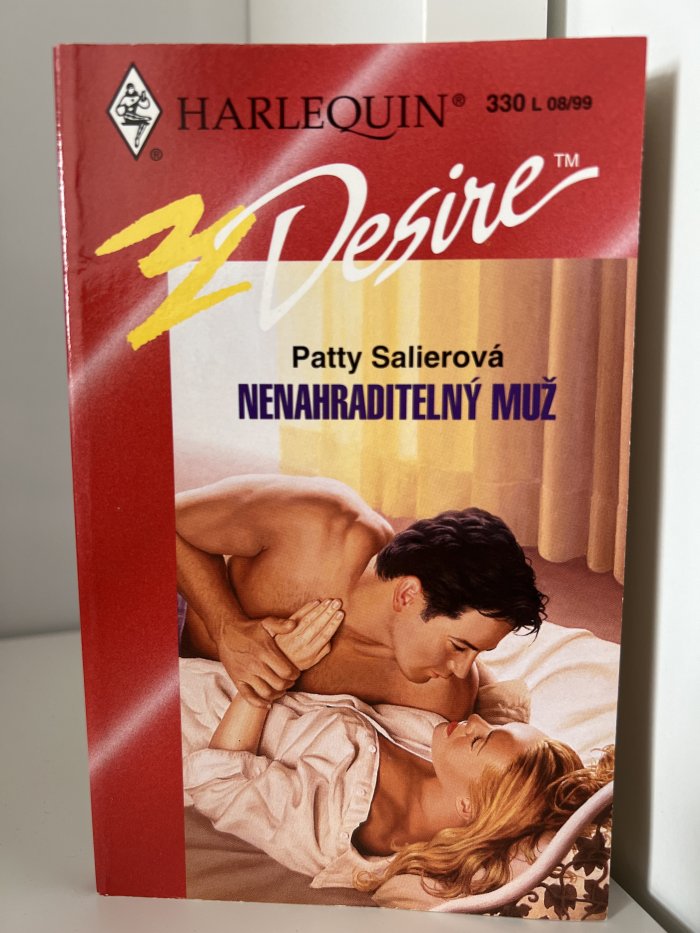 HARLEQUIN® 330 L 08/99
®
Desire™
Patty Salierová
NENAHRADITELNÝ MUŽ